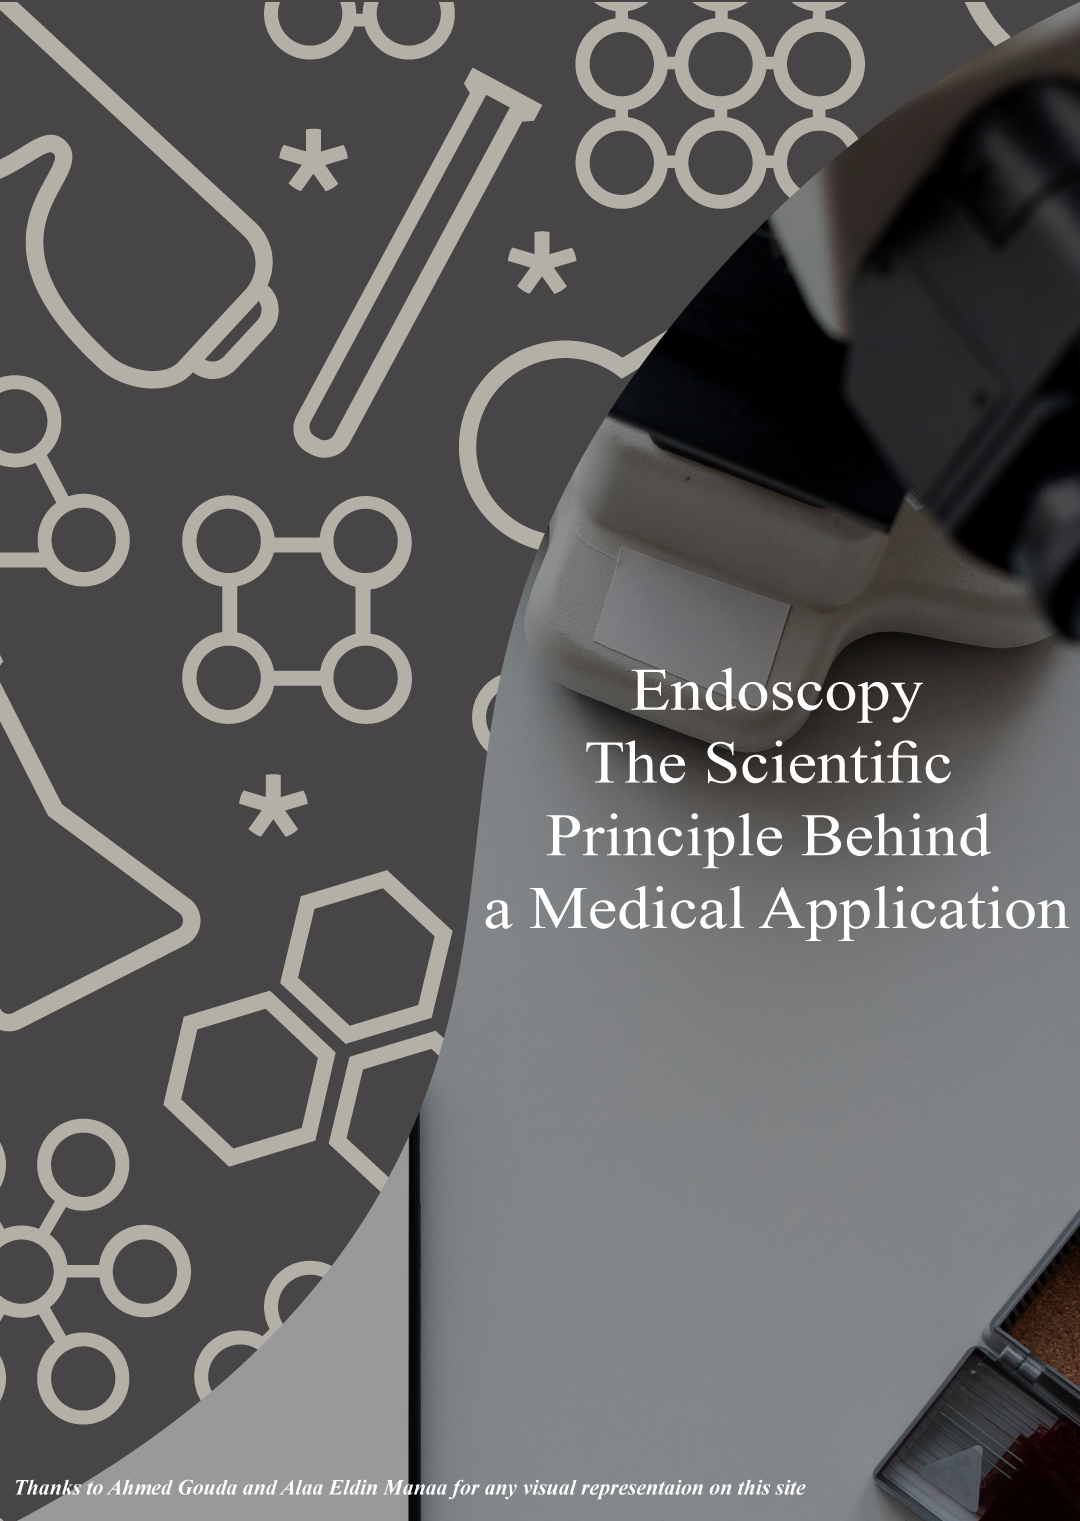 Endoscopy
The Scientific
Principle Behind
a Medical Application
Thanks to Ahmed Gouda and Alaa Eldin Manaa for any visual representaion on this site